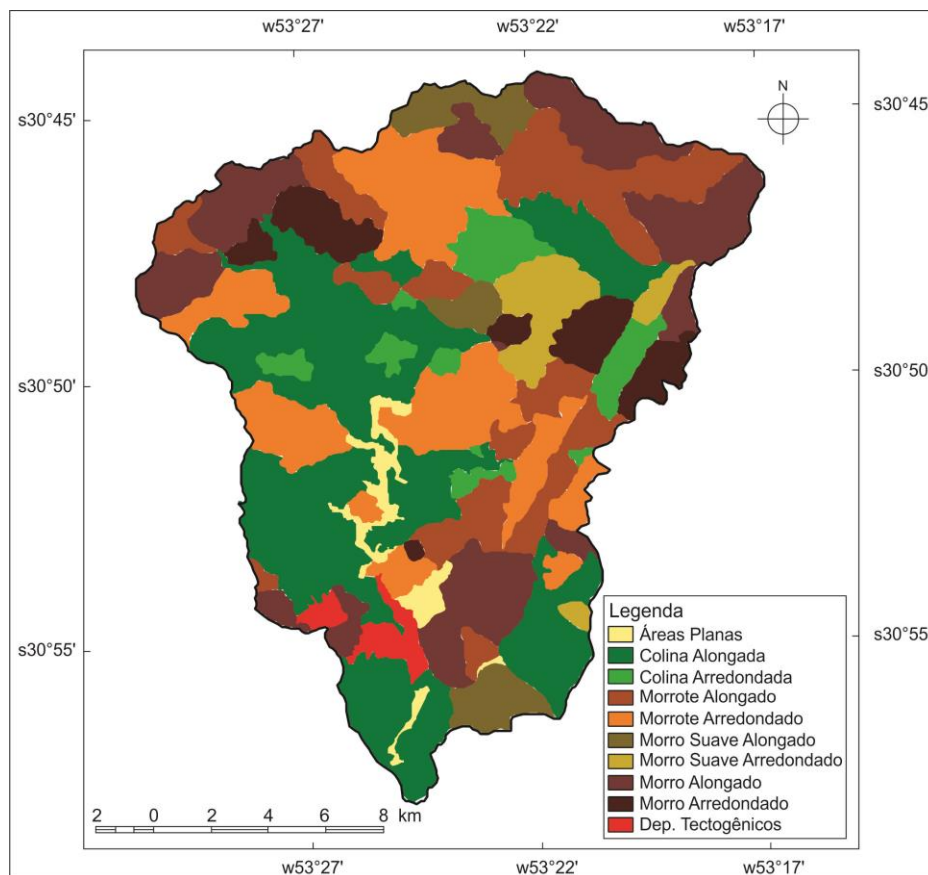 w53°27' w53°22' w53°17'
N
s30°45' s30°45'
s30°50' s30°50'
s30°55' s30°55'
Legenda
Áreas Planas
Colina Alongada
Colina Arredondada
Morrote Alongado
Morrote Arredondado
Morro Suave Alongado
Morro Suave Arredondado
Morro Alongado
Morro Arredondado
Dep. Tectogênicos
2 0 2 4 6 8 km
w53°27' w53°22' w53°17'